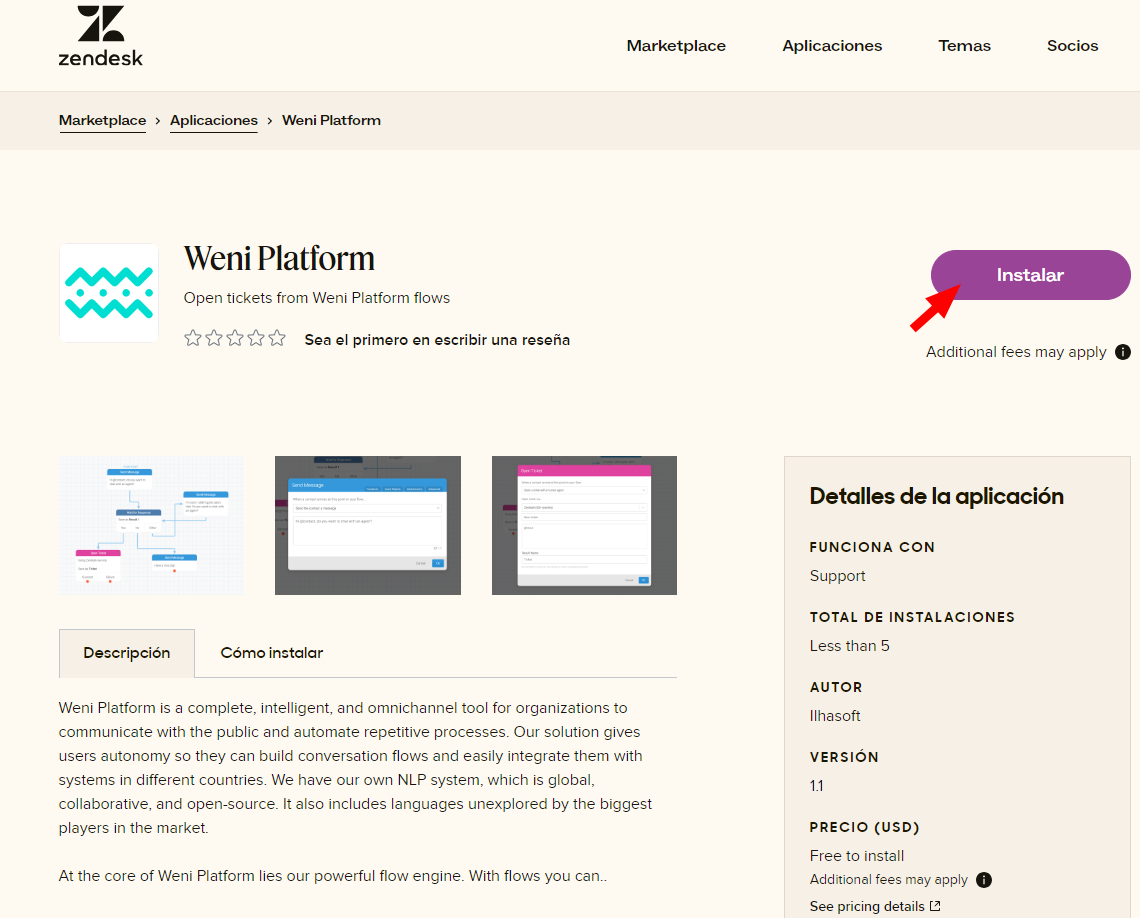 zendesk
Marketplace
Aplicaciones
Temas
Socios
Marketplace > Aplicaciones > Weni Platform
Weni Platform
Open tickets from Weni Platform flows
Sea el primero en escribir una reseña
Instalar
Additional fees may apply
Send Message
Open Ticket
Descripción
Cómo instalar
Weni Platform is a complete, intelligent, and omnichannel tool for organizations to
communicate with the public and automate repetitive processes. Our solution gives
users autonomy so they can build conversation flows and easily integrate them with
systems in different countries. We have our own NLP system, which is global,
collaborative, and open-source. It also includes languages unexplored by the biggest
players in the market.
At the core of Weni Platform lies our powerful flow engine. With flows you can..
Detalles de la aplicación
FUNCIONA CON
Support
TOTAL DE INSTALACIONES
Less than 5
AUTOR
Ilhasoft
VERSIÓN
1.1
PRECIO (USD)
Free to install
Additional fees may apply
See pricing details